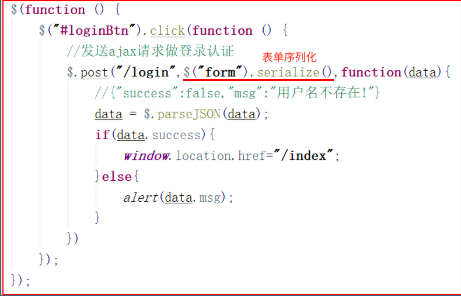 $(function () {
$("#loginBtn").click(function () {
//发送ajax请求做登录认证
表单序列化
$.post("/login",$("form").serialize(),function(data){
//{"success":false,"msg":"用户名不存在!"}
data = $.parseJSON(data);
if(data.success){
window.location.href="/index";
}else{
alert(data.msg);
}
})
});
});